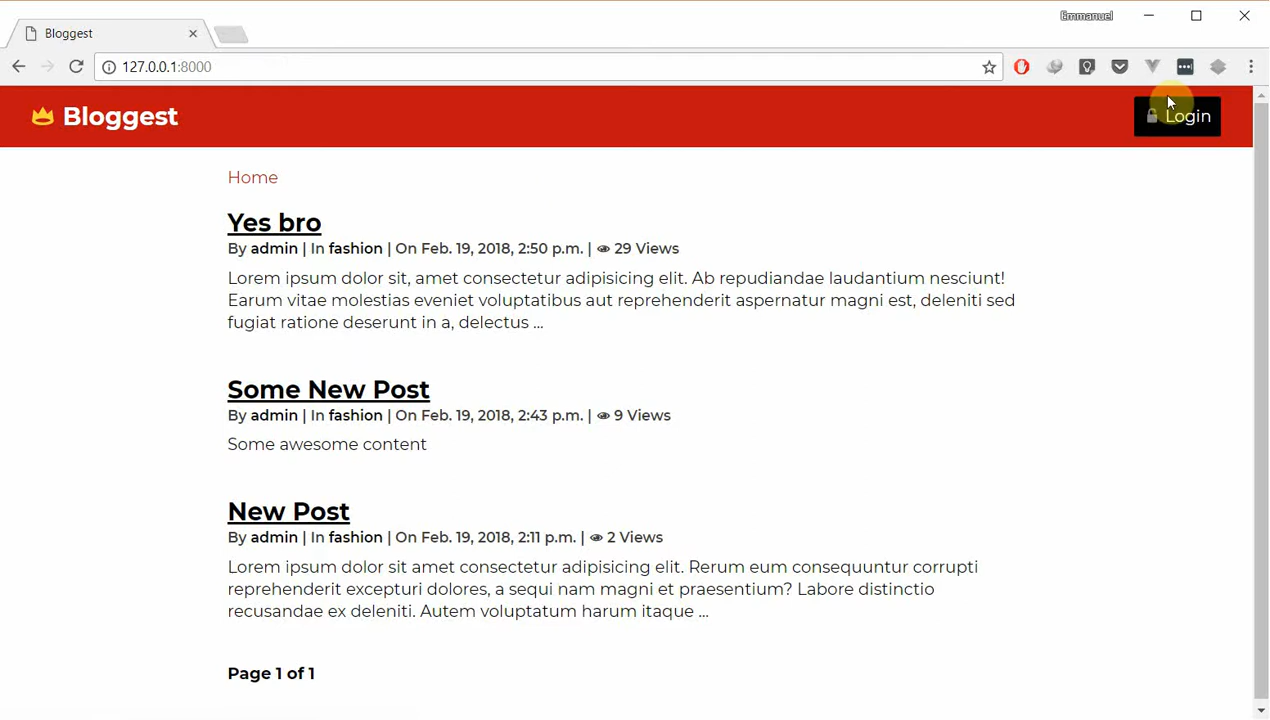 Emmanuel
Bloggest
127.0.0.1:8000
Bloggest
Login
Home
Yes bro
By admin | In fashion | On Feb. 19, 2018, 2:50 p.m. | 29 Views
Lorem ipsum dolor sit, amet consectetur adipisicing elit. Ab repudiandae laudantium nesciunt!
Earum vitae molestias eveniet voluptatibus aut reprehenderit aspernatur magni est, deleniti sed
fugiat ratione deserunt in a, delectus ...
Some New Post
By admin | In fashion | On Feb. 19, 2018, 2:43 p.m. | 9 Views
Some awesome content
New Post
By admin | In fashion | On Feb. 19, 2018, 2:11 p.m. | 2 Views
Lorem ipsum dolor sit amet consectetur adipisicing elit. Rerum eum consequuntur corrupti
reprehenderit excepturi dolores, a sequi nam magni et praesentium? Labore distinctio
recusandae ex deleniti. Autem voluptatum harum itaque ...
Page 1 of 1